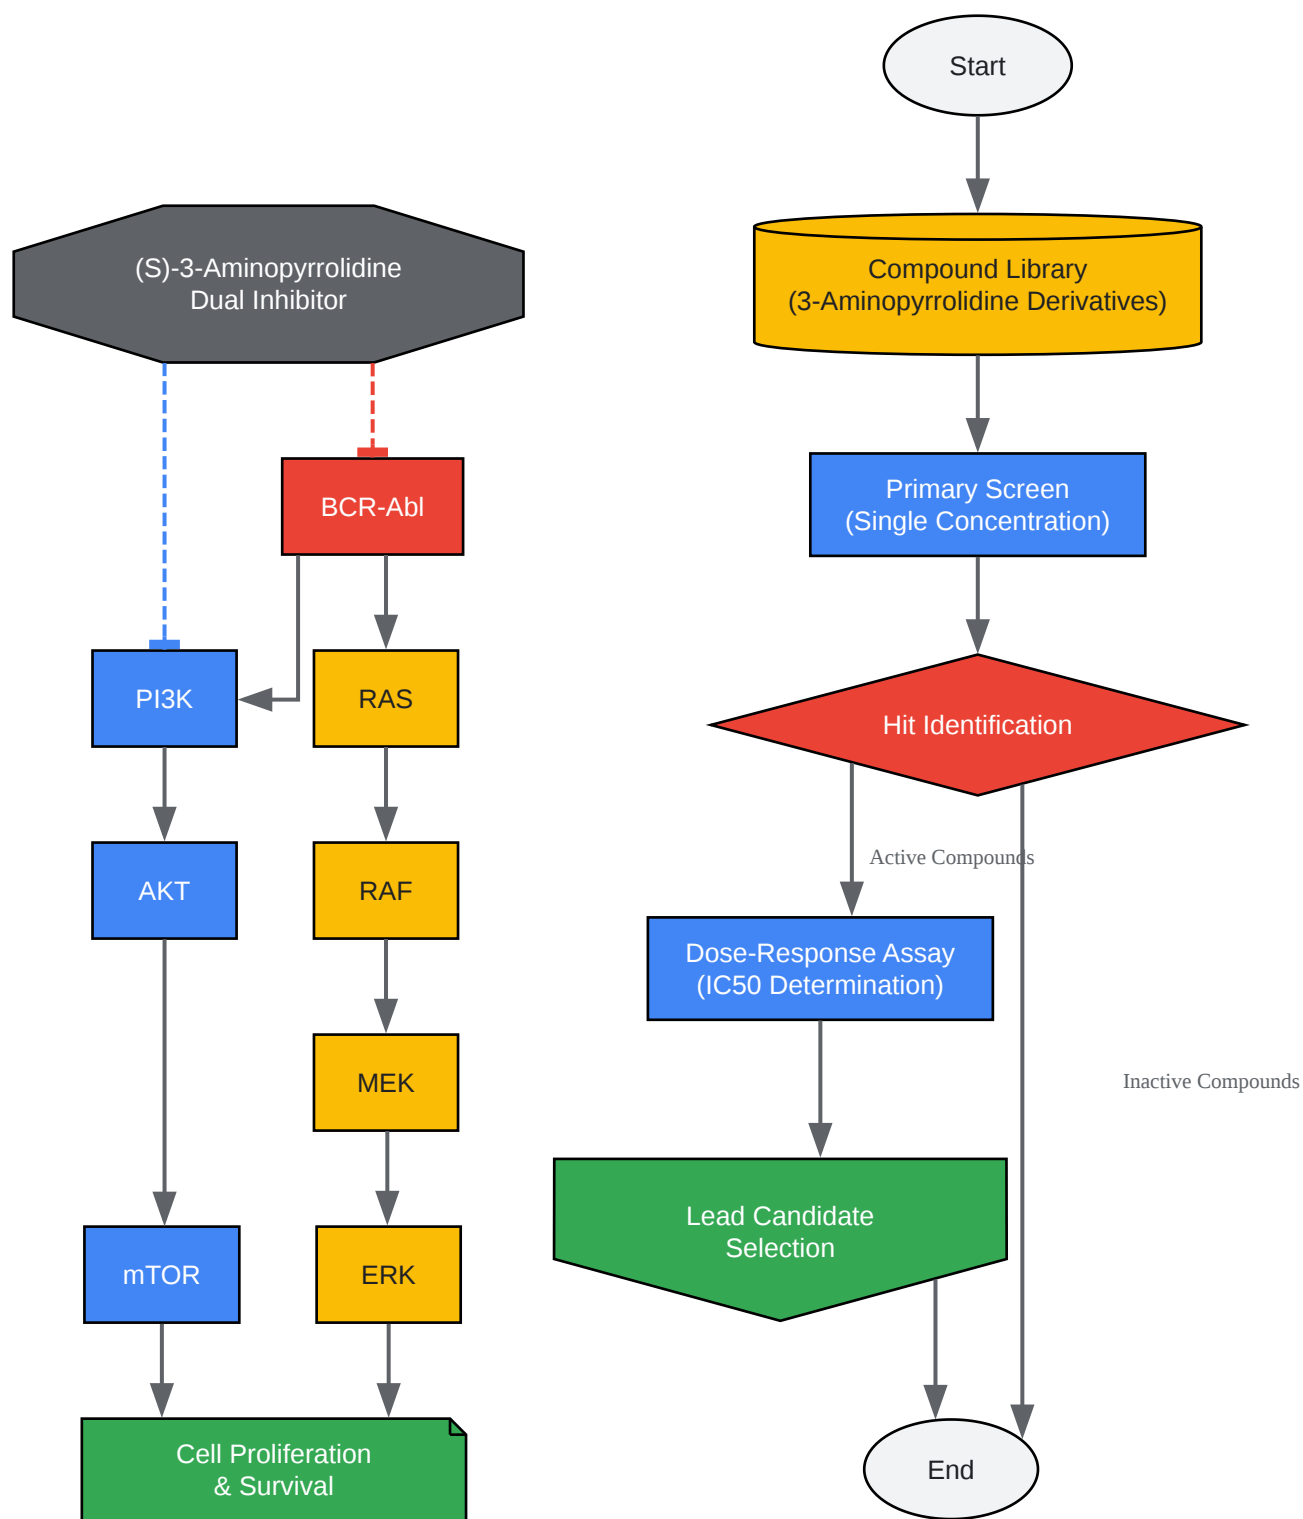 (S)-3-Aminopyrrolidine
Dual Inhibitor
BCR-Abl
PI3K
RAS
AKT
RAF
MEK
mTOR
ERK
Cell Proliferation
& Survival
Start
Compound Library
(3-Aminopyrrolidine Derivatives)
Primary Screen
(Single Concentration)
Hit Identification
Active Compounds
Dose-Response Assay
(IC50 Determination)
Inactive Compounds
Lead Candidate
Selection
End